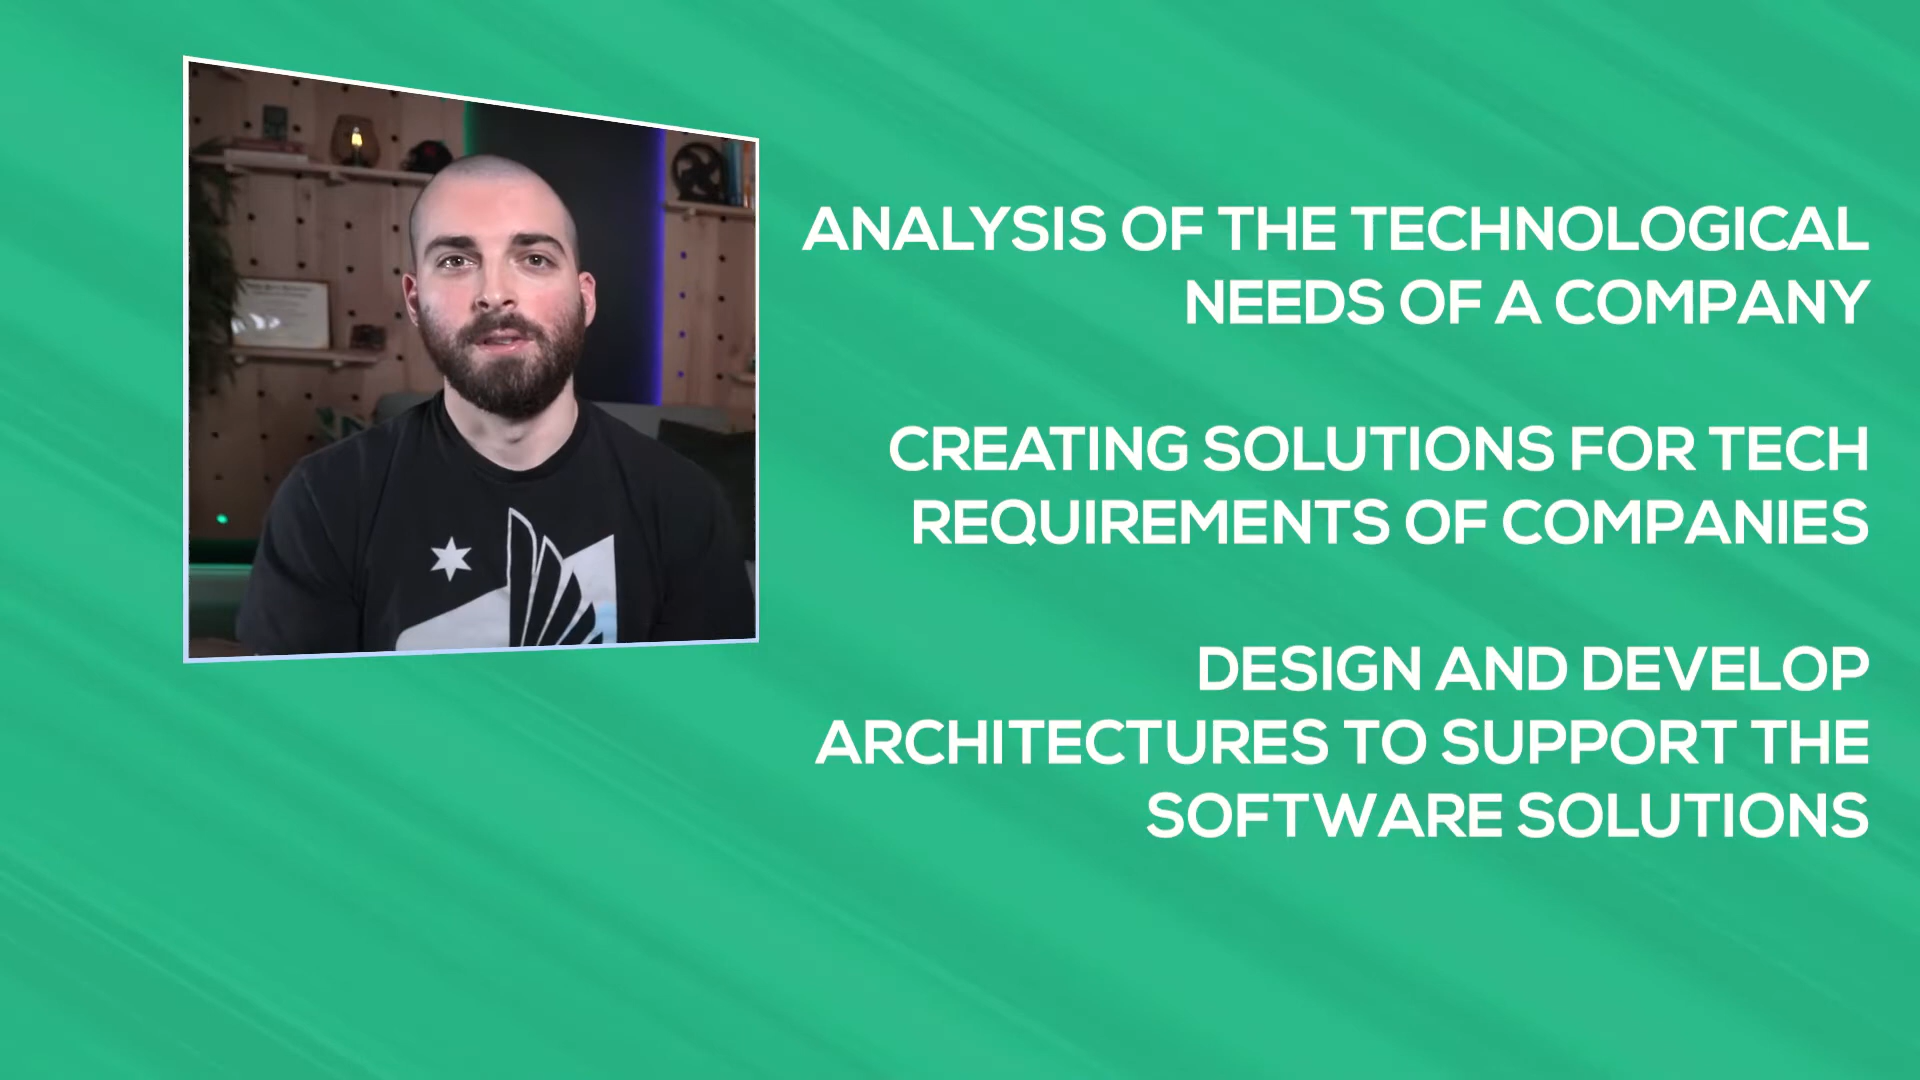 ANALYSIS OF THE TECHNOLOGICAL
NEEDS OF A COMPANY
CREATING SOLUTIONS FOR TECH
REQUIREMENTS OF COMPANIES
DESIGN AND DEVELOP
ARCHITECTURES TO SUPPORT THE
SOFTWARE SOLUTIONS